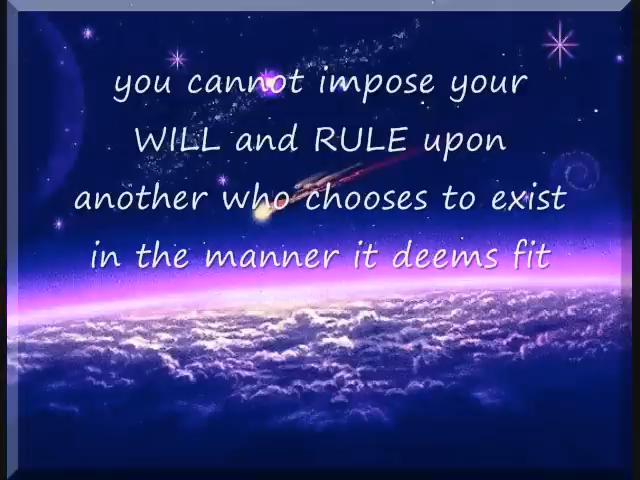 you cannot impose your
WILL and RULE upon
another who chooses to exist
in the manner it deems fit